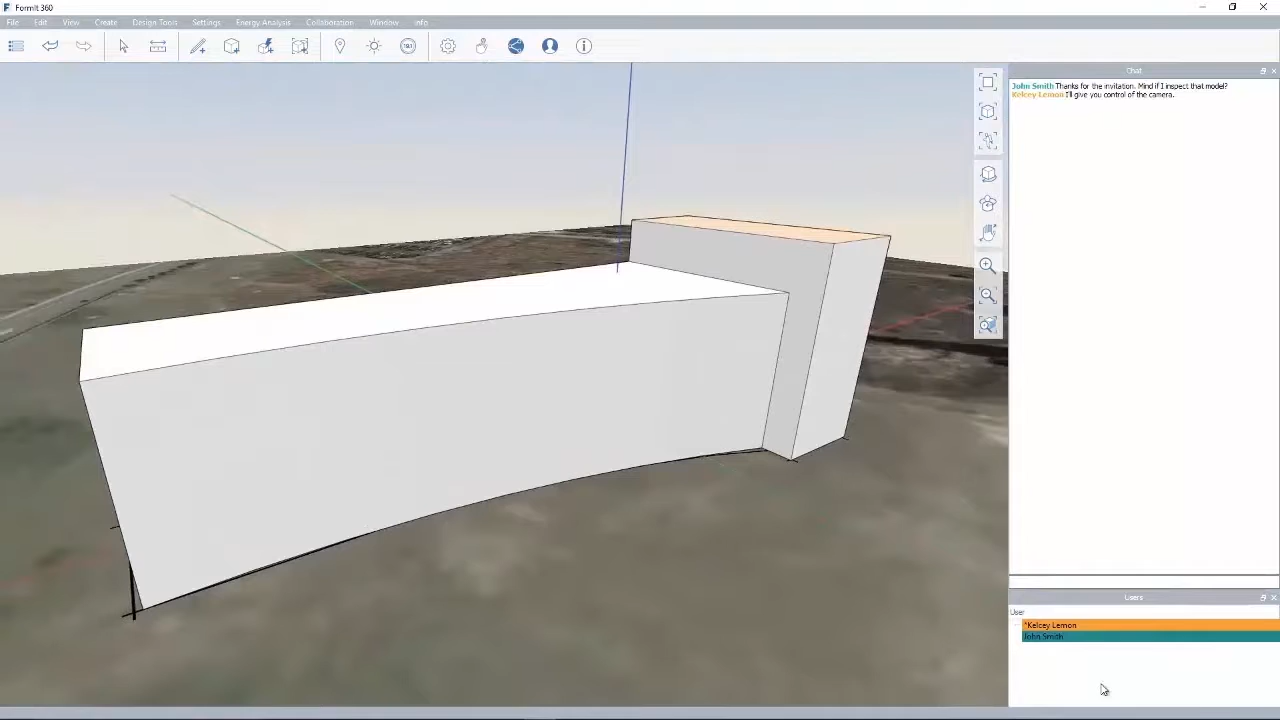 FormIt 360
File Edit View Create Design Tools Settings Energy Analysis Collaboration Window Info
Chat
John Smith Thanks for the invitation. Mind if I inspect that model?
Kelcey Lemon I'll give you control of the camera.
Users
User
*Kelcey Lemon
John Smith